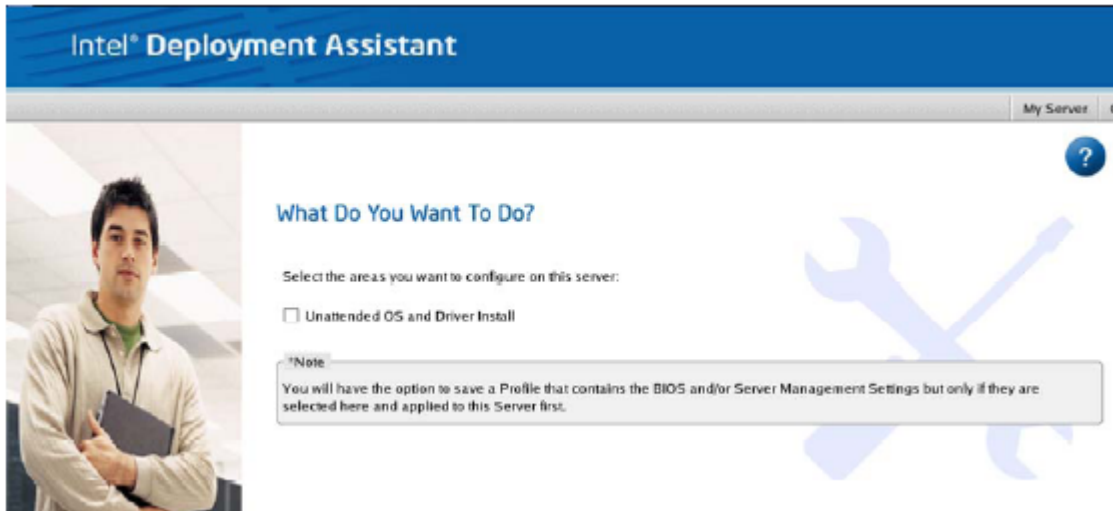 Intel® Deployment Assistant
My Server
?
What Do You Want To Do?
Select the areas you want to configure on this server:
Unattended OS and Driver Install
*Note
You will have the option to save a Profile that contains the BIOS and/or Server Management Settings but only if they are
selected here and applied to this Server first.